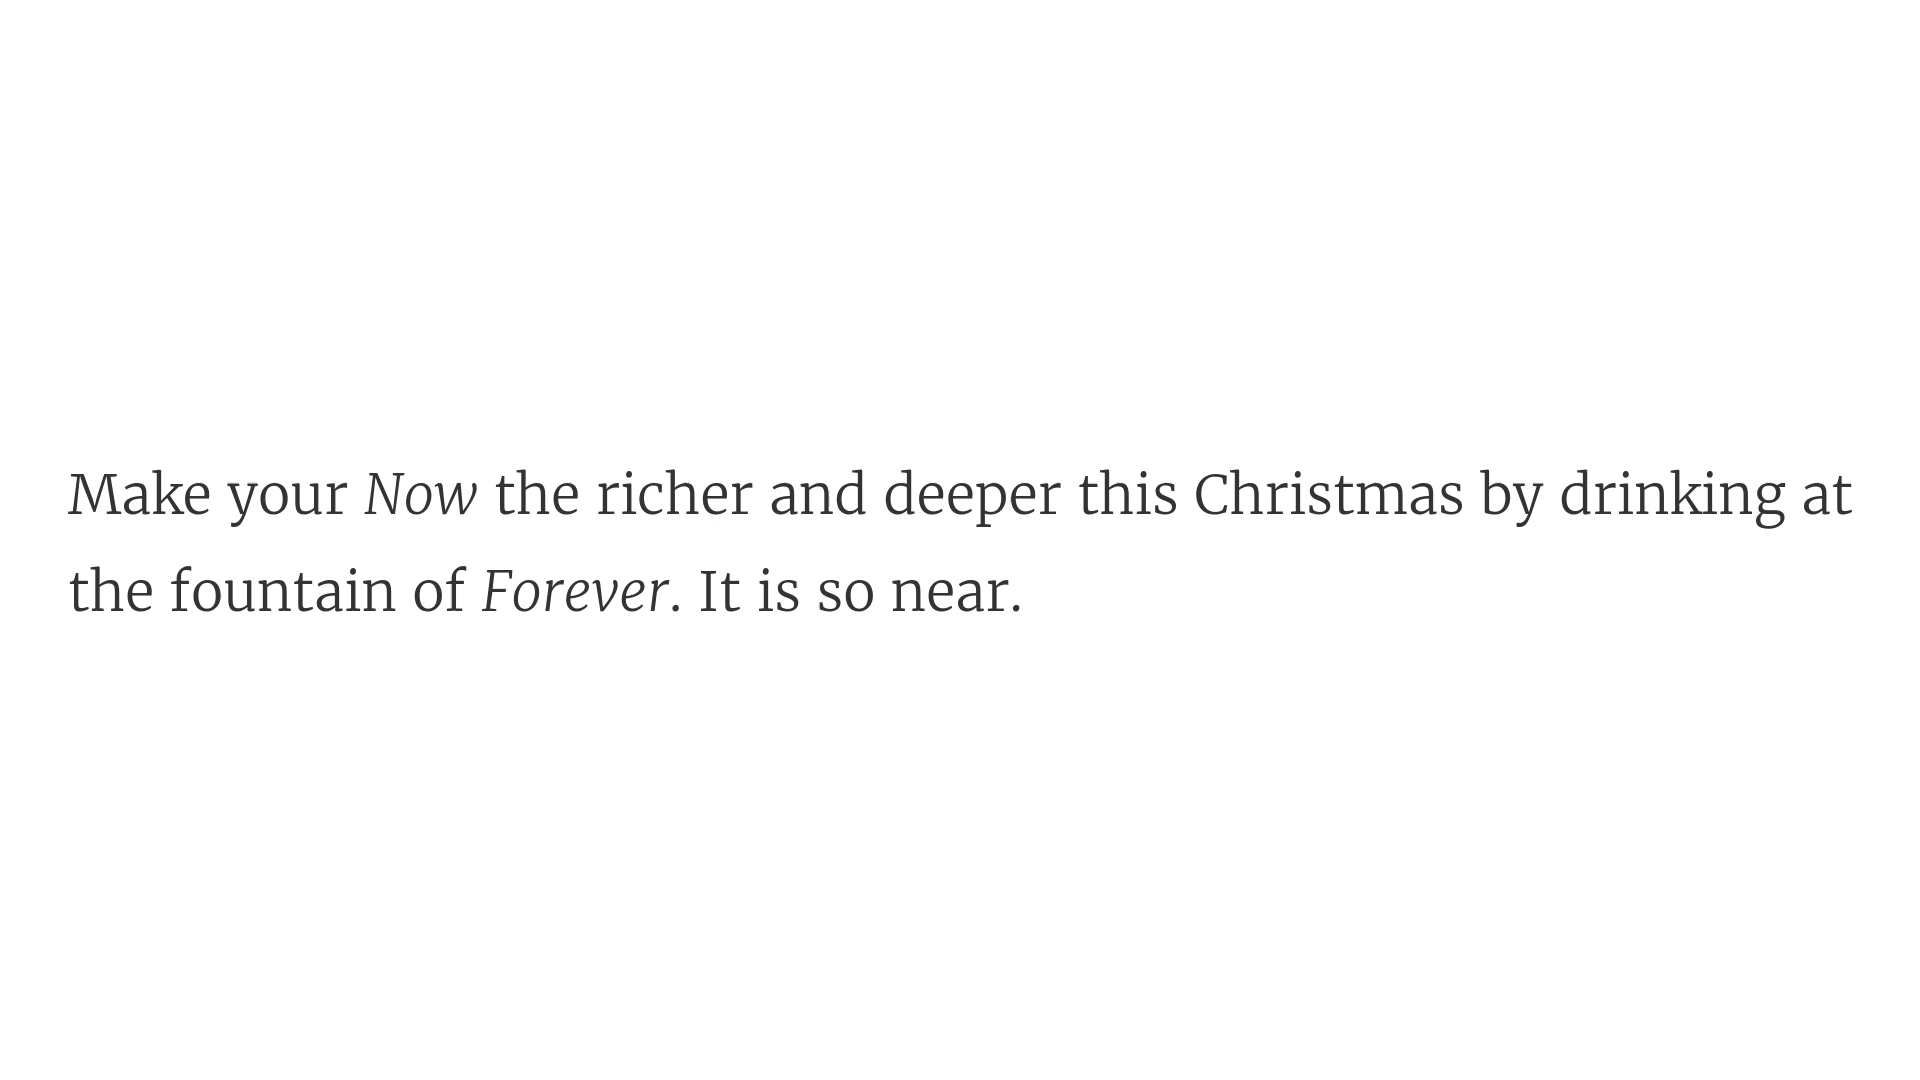 Make your Now the richer and deeper this Christmas by drinking at
the fountain of Forever. It is so near.